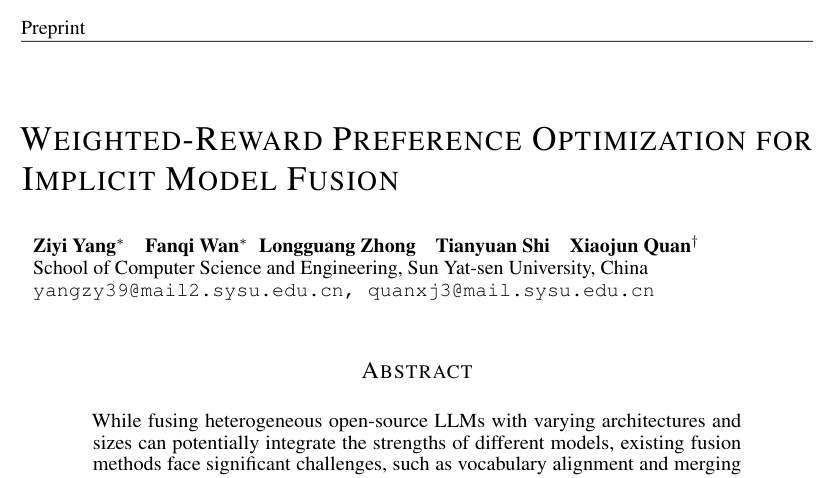 Preprint
WEIGHTED-REWARD PREFERENCE OPTIMIZATION FOR
IMPLICIT MODEL FUSION
Ziyi Yang* Fanqi Wan* Longguang Zhong Tianyuan Shi Xiaojun Quan†
School of Computer Science and Engineering, Sun Yat-sen University, China
yangzy39@mail2.sysu.edu.cn, quanxj3@mail.sysu.edu.cn
ABSTRACT
While fusing heterogeneous open-source LLMs with varying architectures and
sizes can potentially integrate the strengths of different models, existing fusion
methods face significant challenges, such as vocabulary alignment and merging